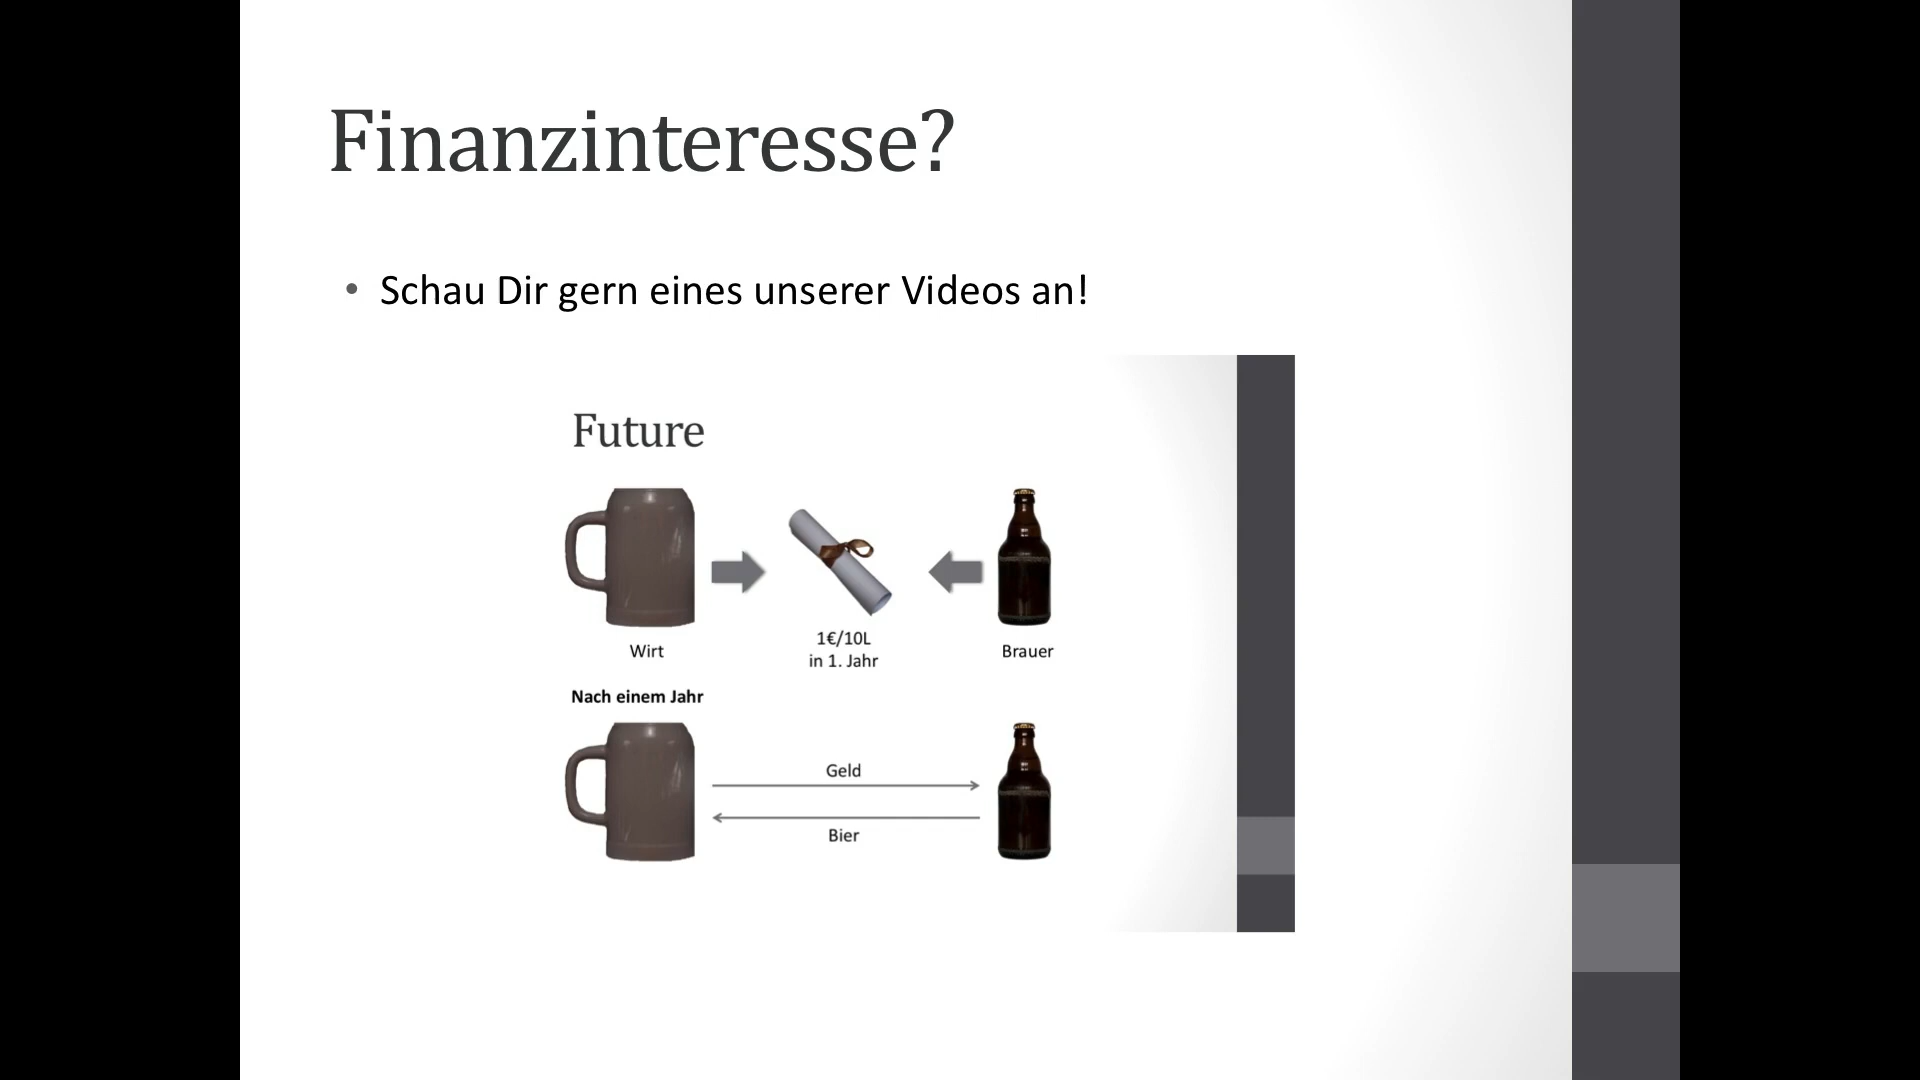 Finanzinteresse?
• Schau Dir gern eines unserer Videos an!
Future
Wirt
1€/10L
in 1. Jahr
Brauer
Nach einem Jahr
Geld
Bier